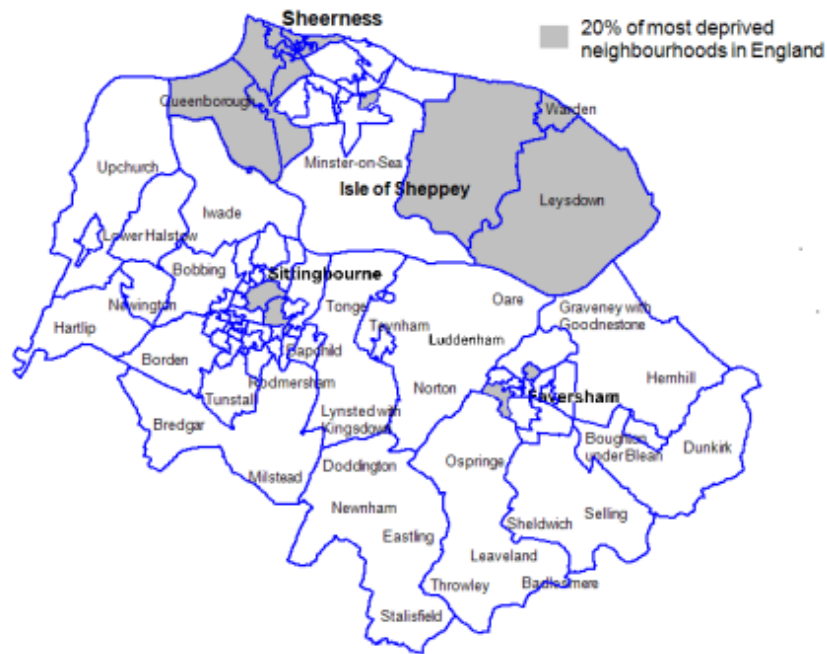 Sheerness
20% of most deprived
neighbourhoods in England
Queenborough
Warden
Upchurch
Minster-on-Sea
Isle of Sheppey
Leysdown
Iwade
Lower Halstow
Bobbing
Sittingbourne
Newington
Tonge
Oare
Graveney with
Goodnestone
Teynham
Luddenham
Hartlip
Borden
Bapchild
Rodmersham
Norton
Faversham
Hernhill
Tunstall
Lynsted with
Kingsdown
Bredgar
Boughton
under Blean
Dunkirk
Doddington
Ospringe
Milstead
Newnham
Selling
Sheldwich
Eastling
Leaveland
Throwley
Badlesmere
Stalisfield